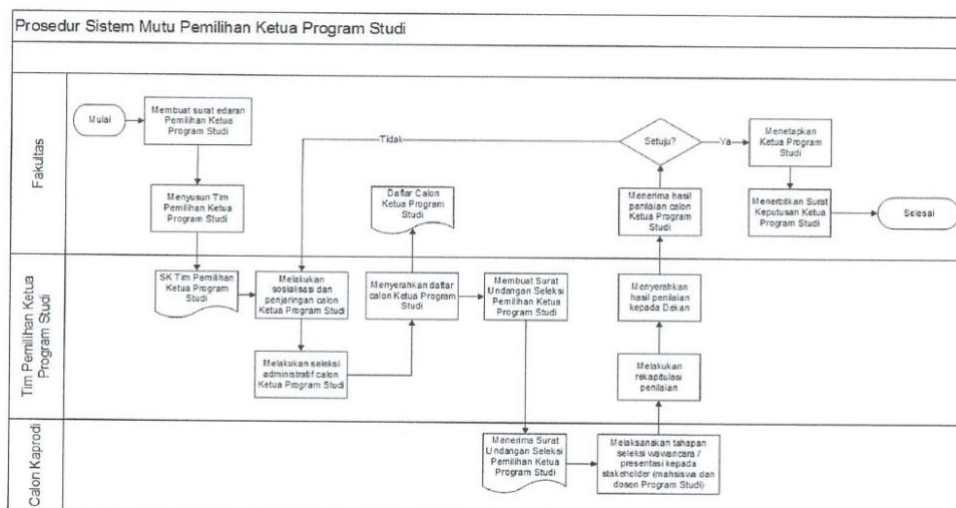 Prosedur Sistem Mutu Pemilihan Ketua Program Studi
Fakultas
Mulai
Membuat surat edaran
Pemilihan Ketua
Program Studi
Menyusun Tim
Pemilihan Ketua
Program Studi
Tidak
Daftar Calon
Ketua Program
Studi
Setuju?
Ya
Menerima hasil
penilaian calon
Ketua Program
Studi
Menetapkan
Ketua Program
Studi
Menerbitkan Surat
Keputusan Ketua
Program Studi
Selesai
Tim Pemilihan Ketua
Program Studi
SK Tim Pemilihan
Ketua Program
Studi
Melakukan
sosialisasi dan
penjaringan calon
Ketua Program Studi
Melakukan seleksi
administratif calon
Ketua Program Studi
Menyerahkan daftar
calon Ketua Program
Studi
Membuat Surat
Undangan Seleksi
Pemilihan Ketua
Program Studi
Menyerahkan
hasil penilaian
kepada Dekan
Melakukan
rekapitulasi
penilaian
Calon Kaprodi
Menerima Surat
Undangan Seleksi
Pemilihan Ketua
Program Studi
Melaksanakan tahapan
seleksi wawancara /
presentasi kepada
stakeholder (mahsiswa dan
dosen Program Studi)